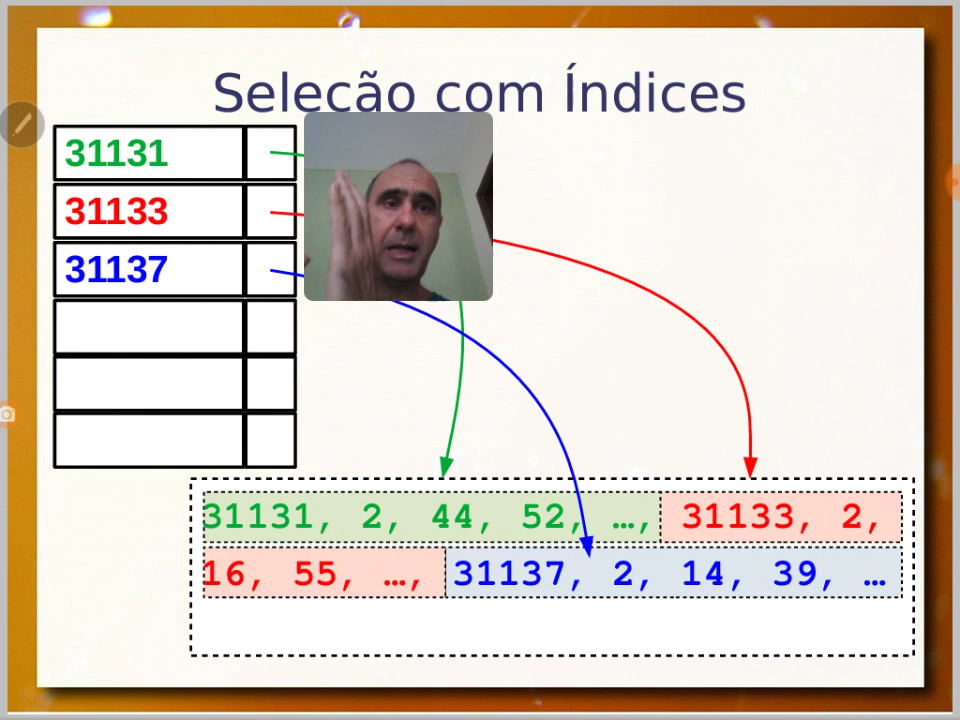 Seleção com Índices
31131
31133
31137
31131, 2, 44, 52, …, 31133, 2,
16, 55, …, 31137, 2, 14, 39, …